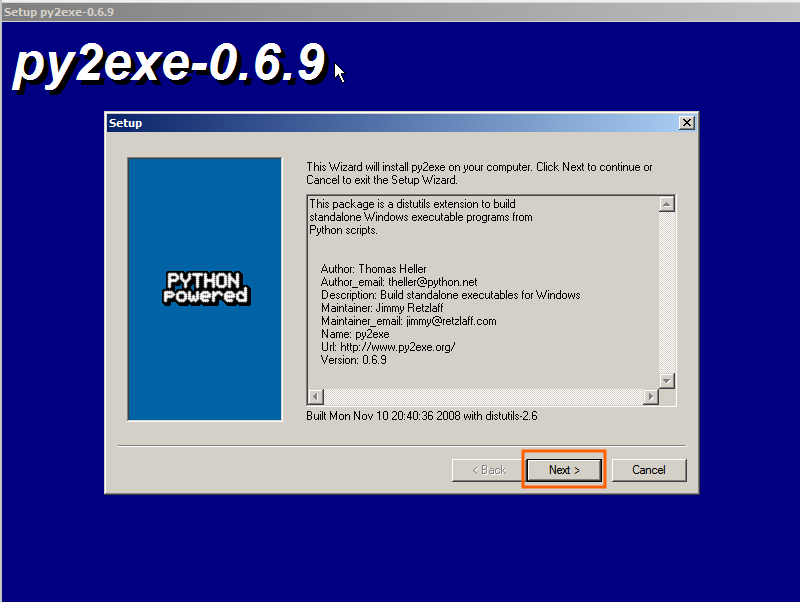 Setup py2exe-0.6.9
py2exe-0.6.9
Setup
This Wizard will install py2exe on your computer. Click Next to continue or
Cancel to exit the Setup Wizard.
This package is a distutils extension to build
standalone Windows executable programs from
Python scripts.
Author: Thomas Heller
Author_email: theller@python.net
Description: Build standalone executables for Windows
Maintainer: Jimmy Retzlaff
Maintainer_email: jimmy@retzlaff.com
Name: py2exe
Url: http://www.py2exe.org/
Version: 0.6.9
PYTHON
powered
Built Mon Nov 10 20:40:36 2008 with distutils-2.6
< Back
Next >
Cancel